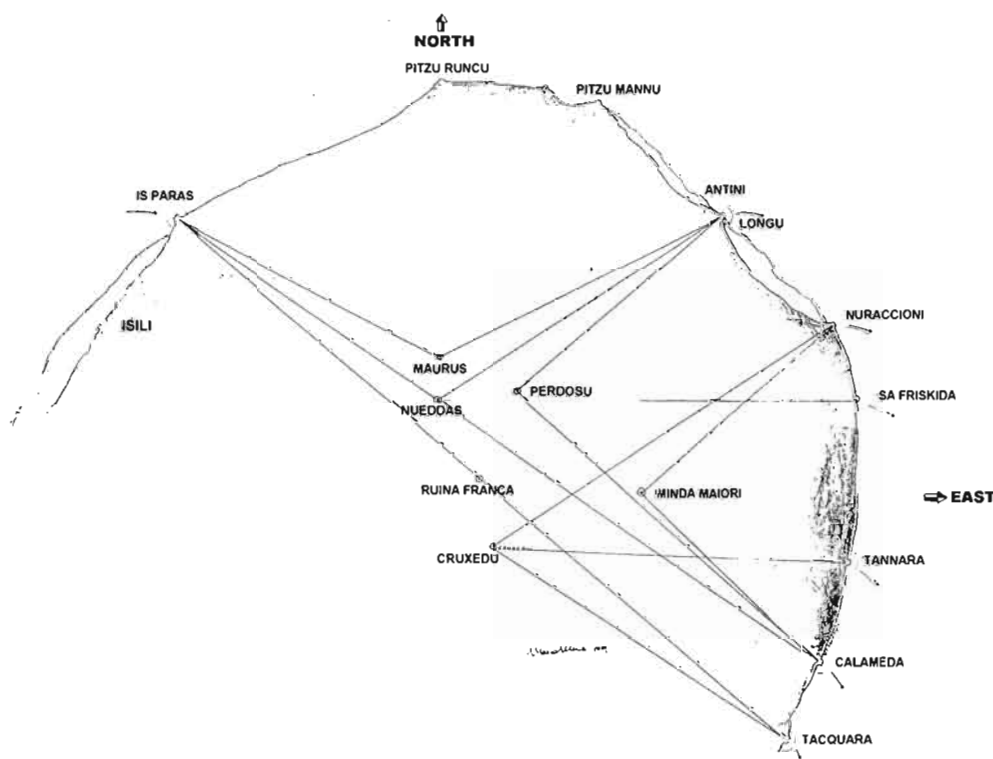 NORTH
PITZU RUNCU
PITZU MANNU
IS PARAS
ANTINI
LONGU
NURACCIONI
ISILI
MAURUS
PERDOSU
SA FRISKIDA
NUEDDAS
RUINA FRANCA
MINDA MAIORI
EAST
CRUXEDU
TANNARA
CALAMEDA
TACQUARA